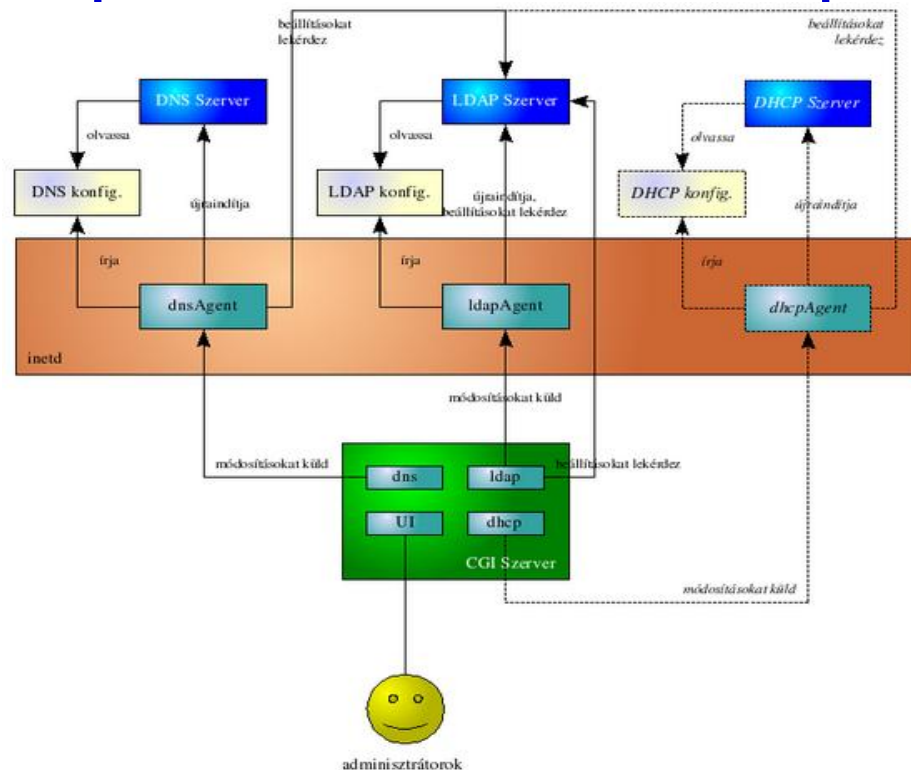 beállításokat
lekérdez
beállításokat
lekérdez
DNS Szerver
LDAP Szerver
DHCP Szerver
olvassa
olvassa
olvassa
DNS konfig.
LDAP konfig.
DHCP konfig.
újraindítja
újraindítja,
beállításokat lekérdez
újraindítja
írja
írja
írja
dnsAgent
ldapAgent
dhcpAgent
inetd
módosításokat küld
módosításokat küld
beállításokat lekérdez
dns
ldap
UI
dhcp
CGI Szerver
módosításokat küld
adminisztrátorok